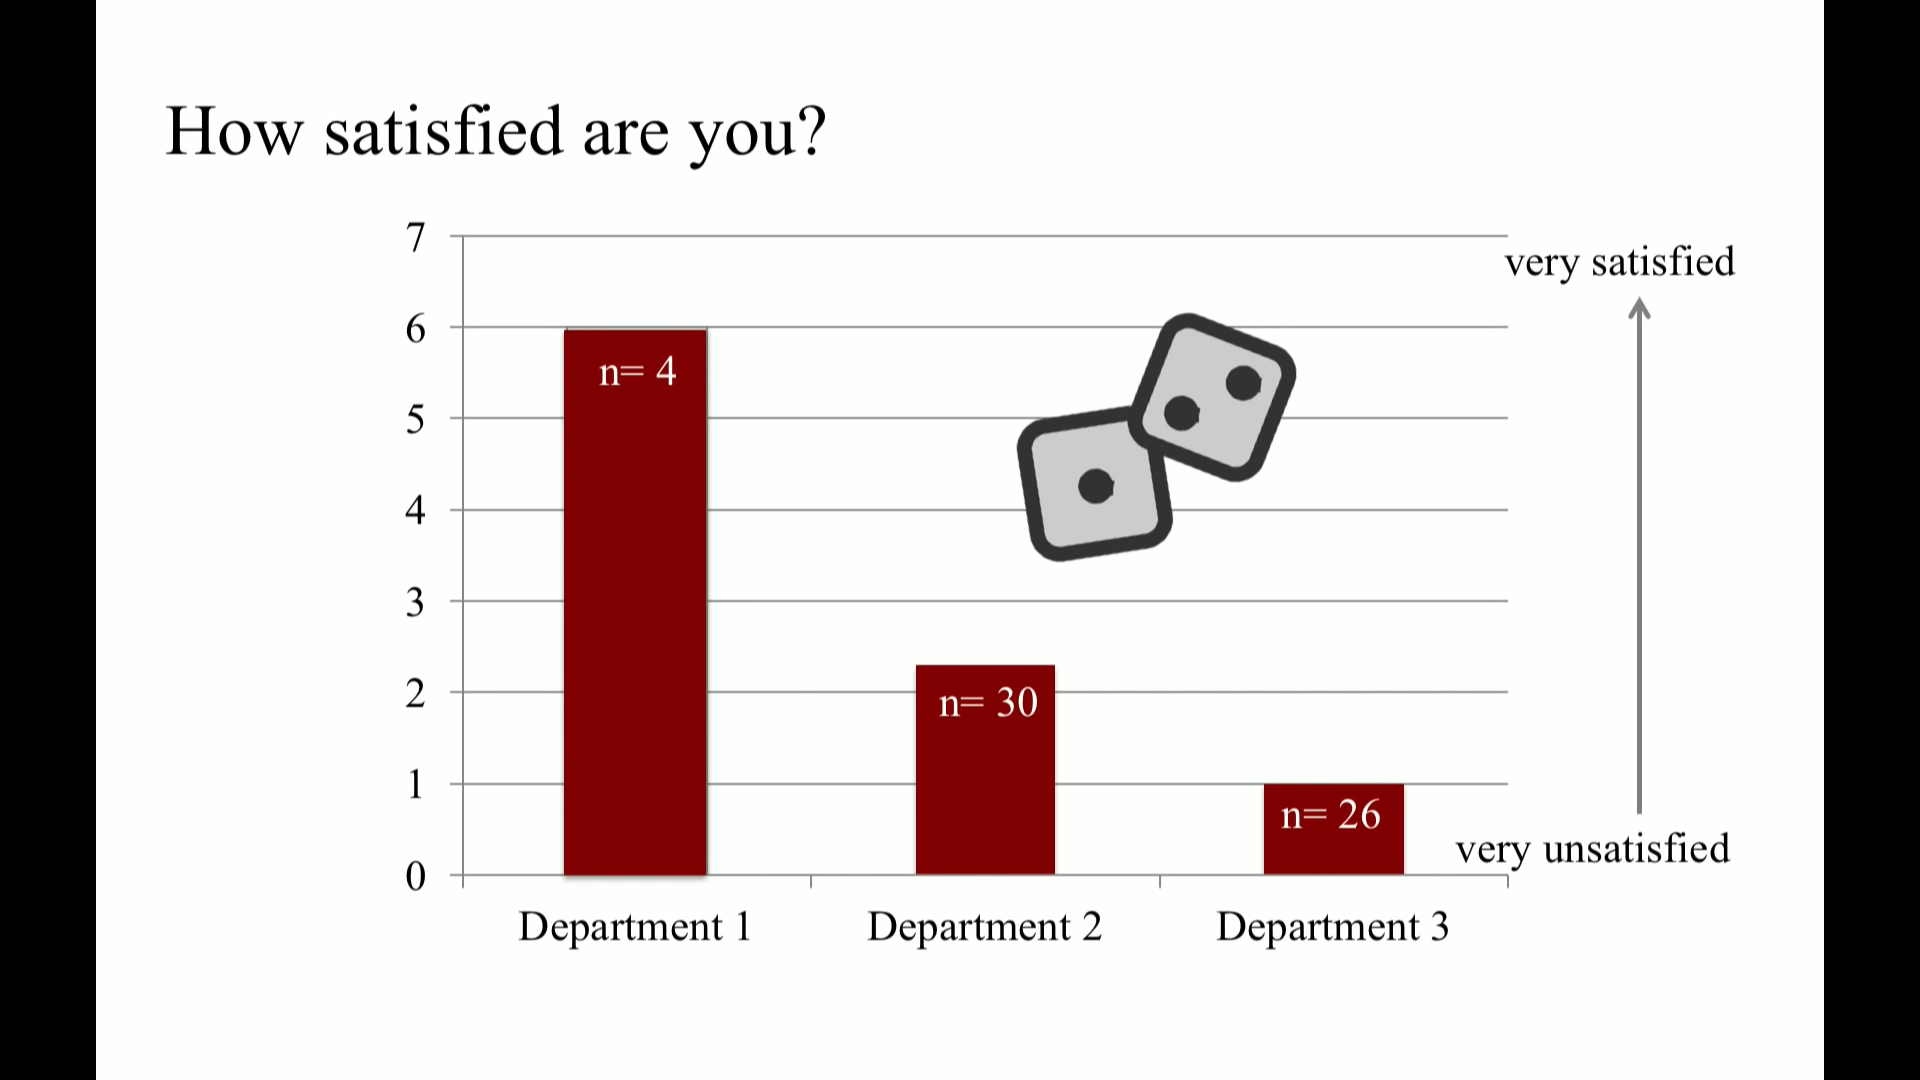 How satisfied are you?
7
very satisfied
6
n= 4
5
4
3
2
n= 30
1
n= 26
very unsatisfied
0
Department 1
Department 2
Department 3